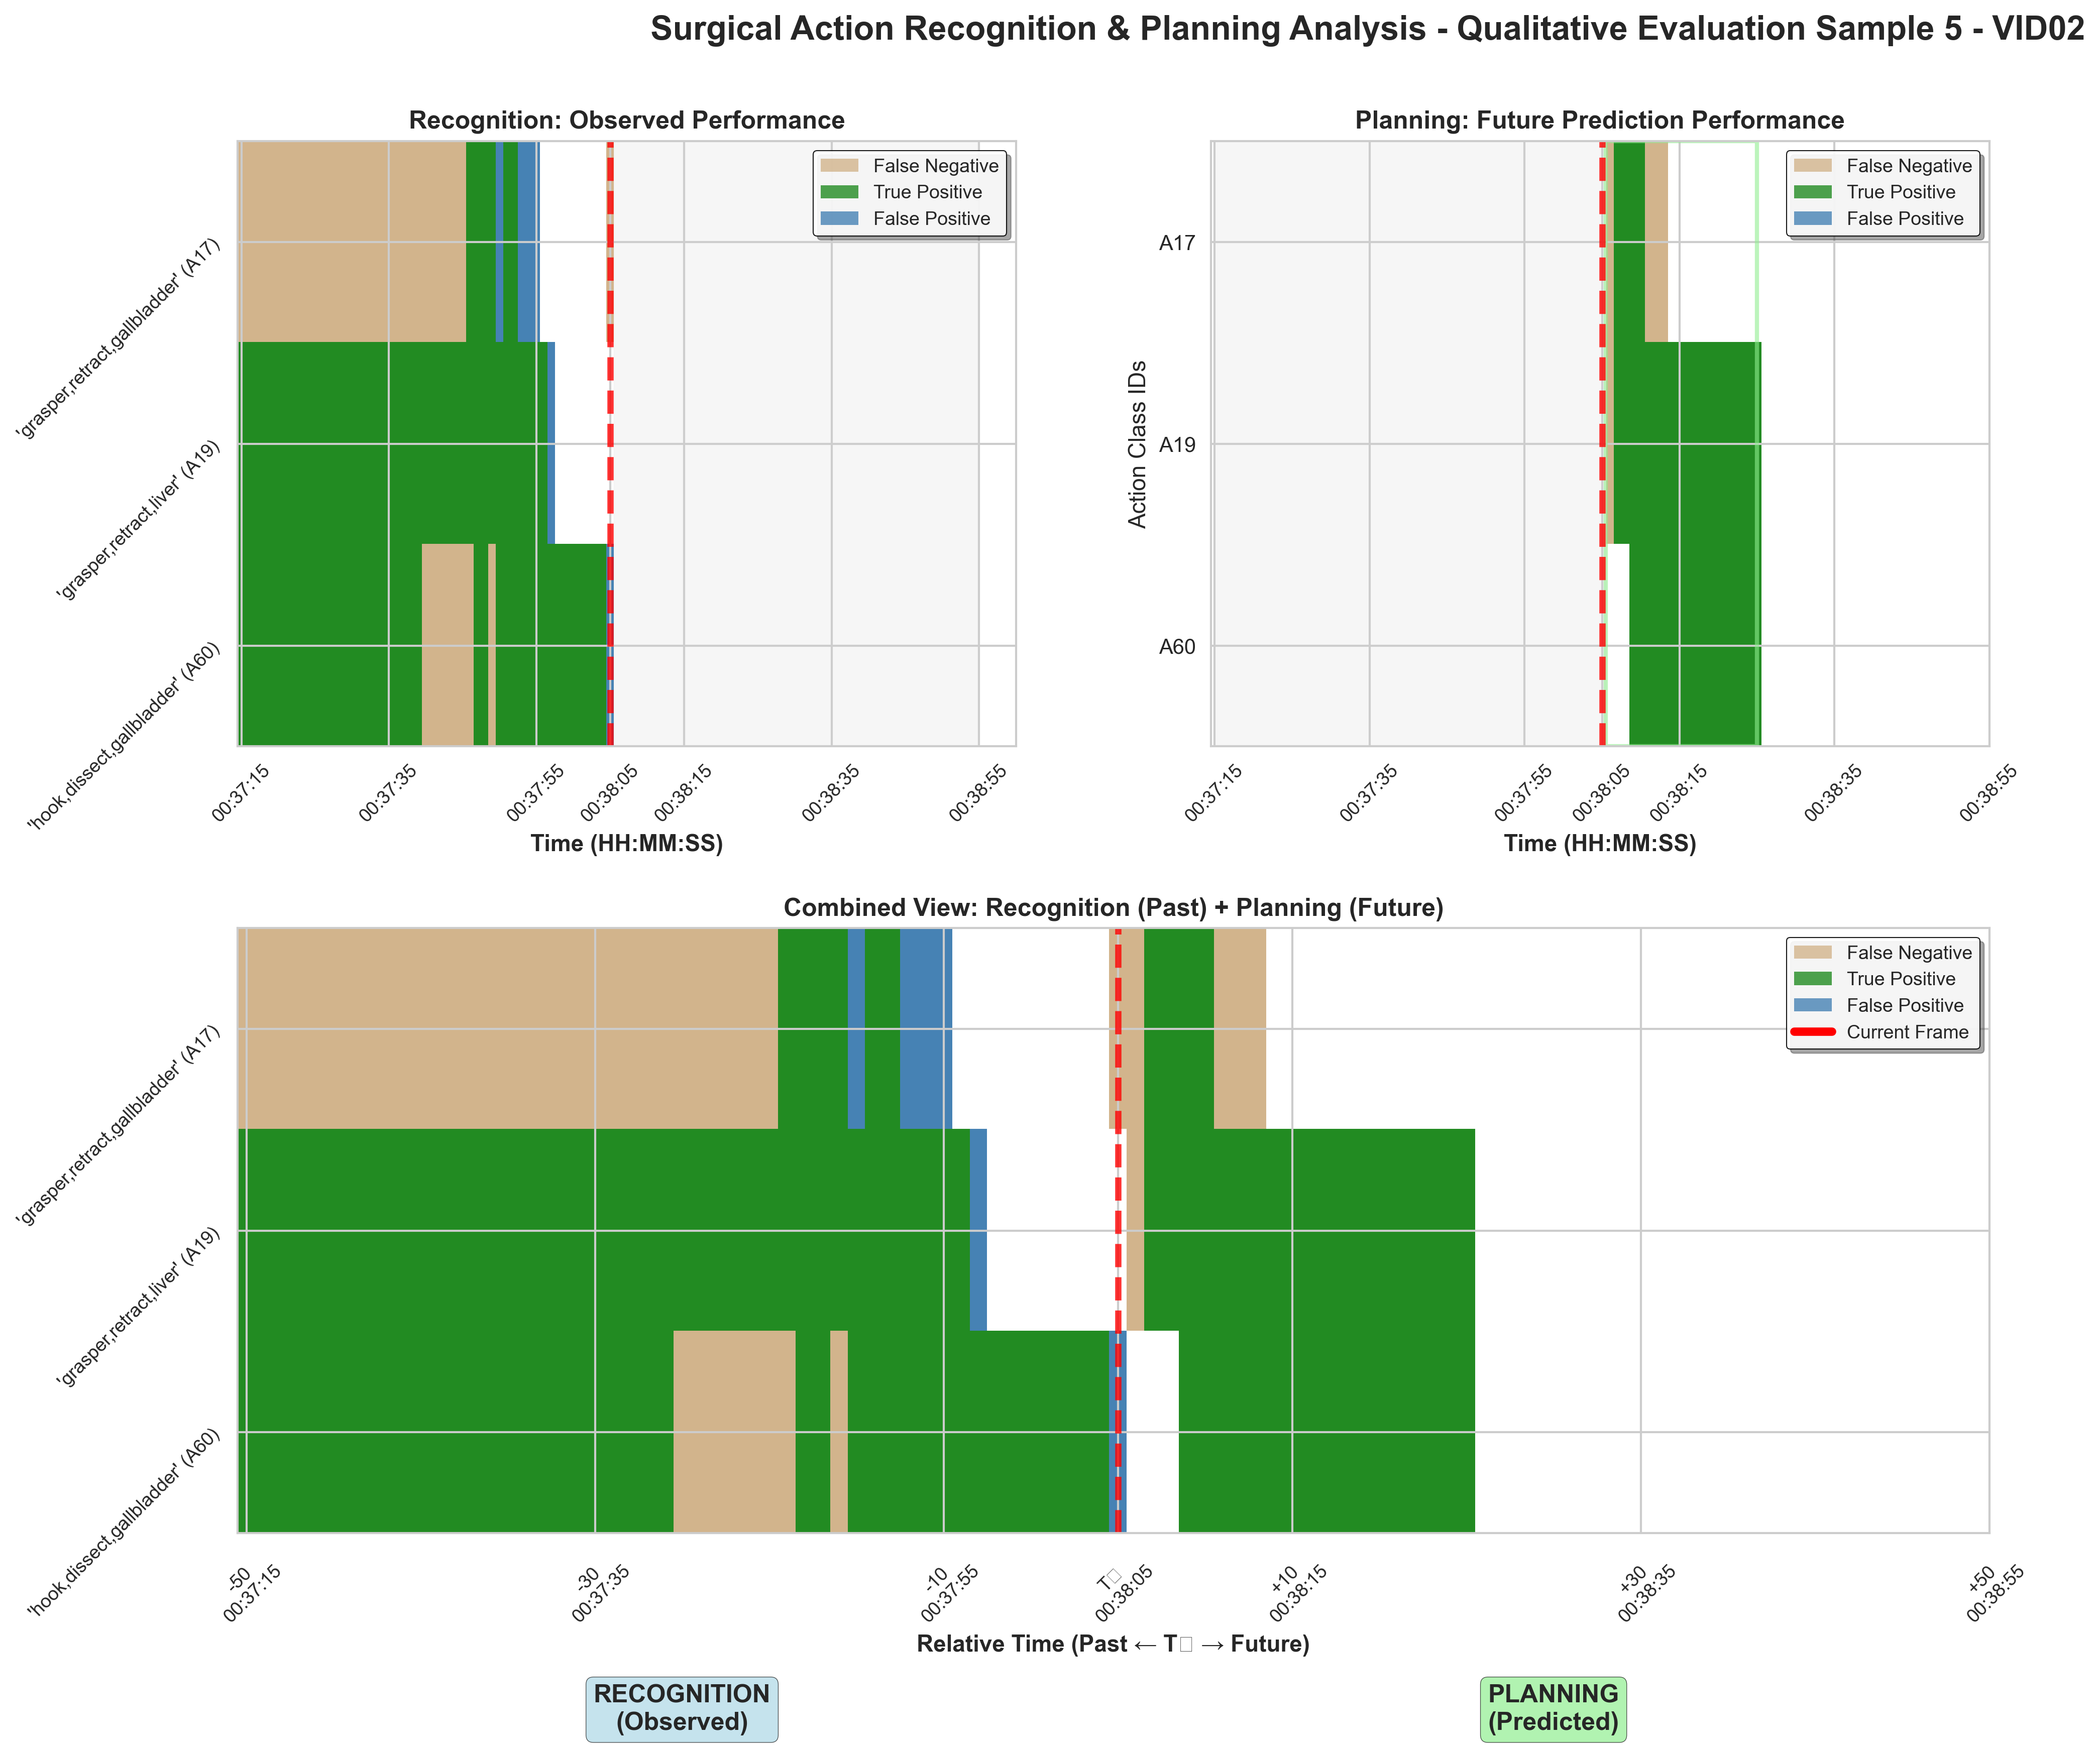 Surgical Action Recognition & Planning Analysis - Qualitative Evaluation Sample 5 - VID02
Recognition: Observed Performance
False Negative
True Positive
False Positive
'grasper,retract,gallbladder' (A17)
'grasper,retract,liver' (A19)
'hook,dissect,gallbladder' (A60)
00:37:15
00:37:35
00:37:55
00:38:05
00:38:15
00:38:35
00:38:55
Time (HH:MM:SS)
Planning: Future Prediction Performance
False Negative
True Positive
False Positive
Action Class IDs
A17
A19
A60
00:37:15
00:37:35
00:37:55
00:38:05
00:38:15
00:38:35
00:38:55
Time (HH:MM:SS)
Combined View: Recognition (Past) + Planning (Future)
False Negative
True Positive
False Positive
Current Frame
'grasper,retract,gallbladder' (A17)
'grasper,retract,liver' (A19)
'hook,dissect,gallbladder' (A60)
-50
00:37:15
-30
00:37:35
-10
00:37:55
T□
00:38:05
+10
00:38:15
+30
00:38:35
+50
00:38:55
Relative Time (Past ← T□ → Future)
RECOGNITION
(Observed)
PLANNING
(Predicted)